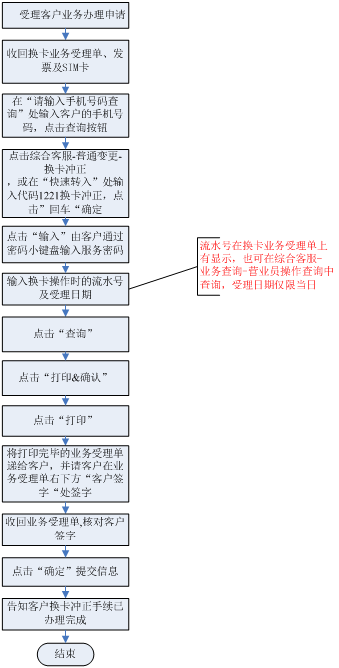 受理客户业务办理申请
收回换卡业务受理单、发
票及SIM卡
在“请输入手机号码查
询”处输入客户的手机号
码，点击查询按钮
点击综合客服-普通变更-
换卡冲正
，或在“快速转入”处输
入代码1221换卡冲正，点
击”回车“确定
点击“输入”由客户通过
密码小键盘输入服务密码
输入换卡操作时的流水号
及受理日期
流水号在换卡业务受理单上
有显示，也可在综合客服-
业务查询-营业员操作查询中
查询，受理日期仅限当日
点击“查询”
点击“打印&确认”
点击“打印”
将打印完毕的业务受理单
递给客户，并请客户在业
务受理单右下方“客户签
字“处签字
收回业务受理单,核对客户
签字
点击“确定”提交信息
告知客户换卡冲正手续已
办理完成
结束